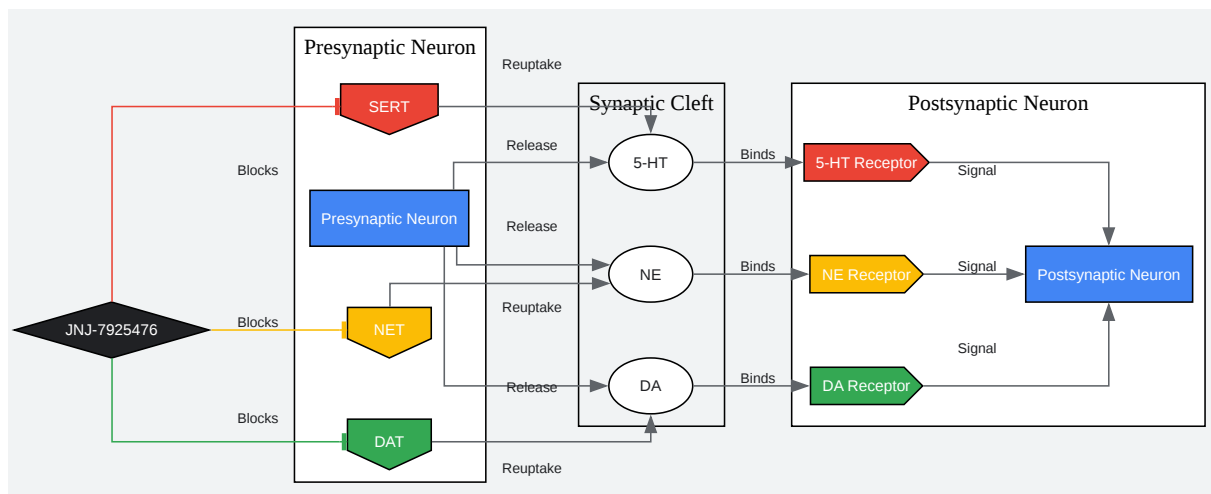 Presynaptic Neuron
Reuptake
SERT
Synaptic Cleft
Postsynaptic Neuron
Release
5-HT
Binds
5-HT Receptor
Signal
Blocks
Presynaptic Neuron
Release
NE
Binds
NE Receptor
Signal
Postsynaptic Neuron
Reuptake
JNJ-7925476
Blocks
NET
Signal
Release
DA
Binds
DA Receptor
Blocks
DAT
Reuptake